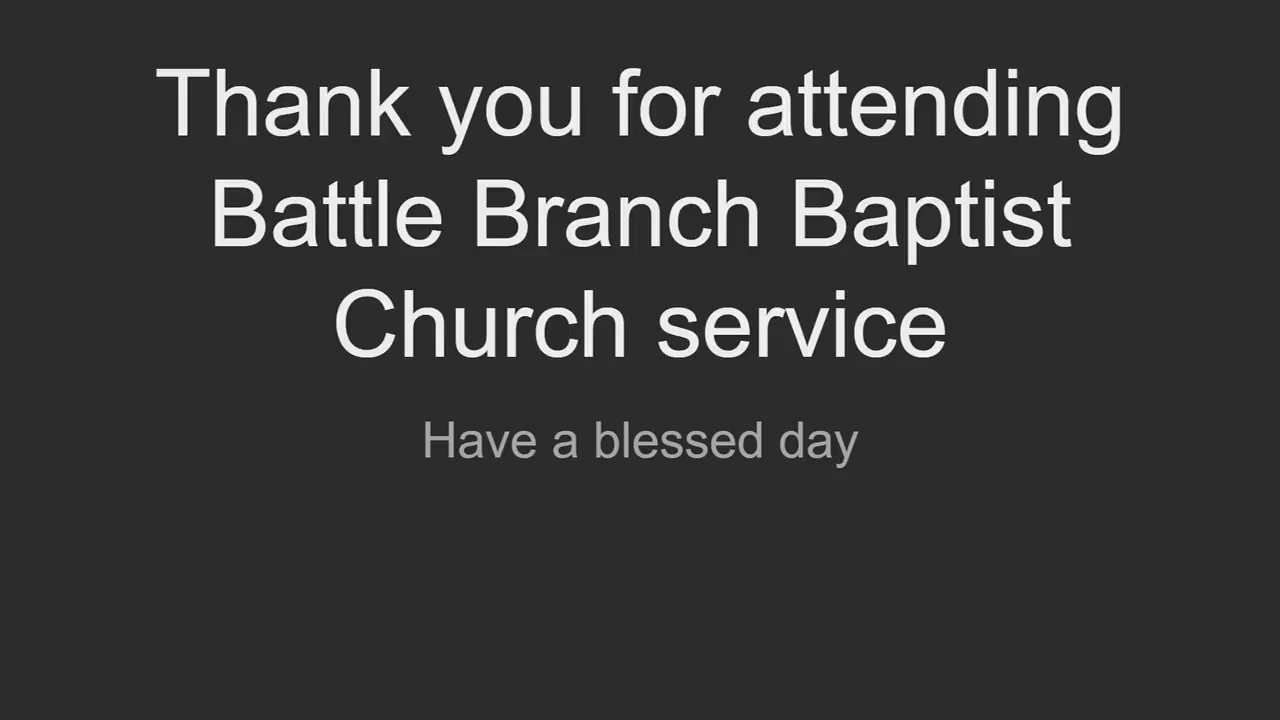 Thank you for attending
Battle Branch Baptist
Church service
Have a blessed day